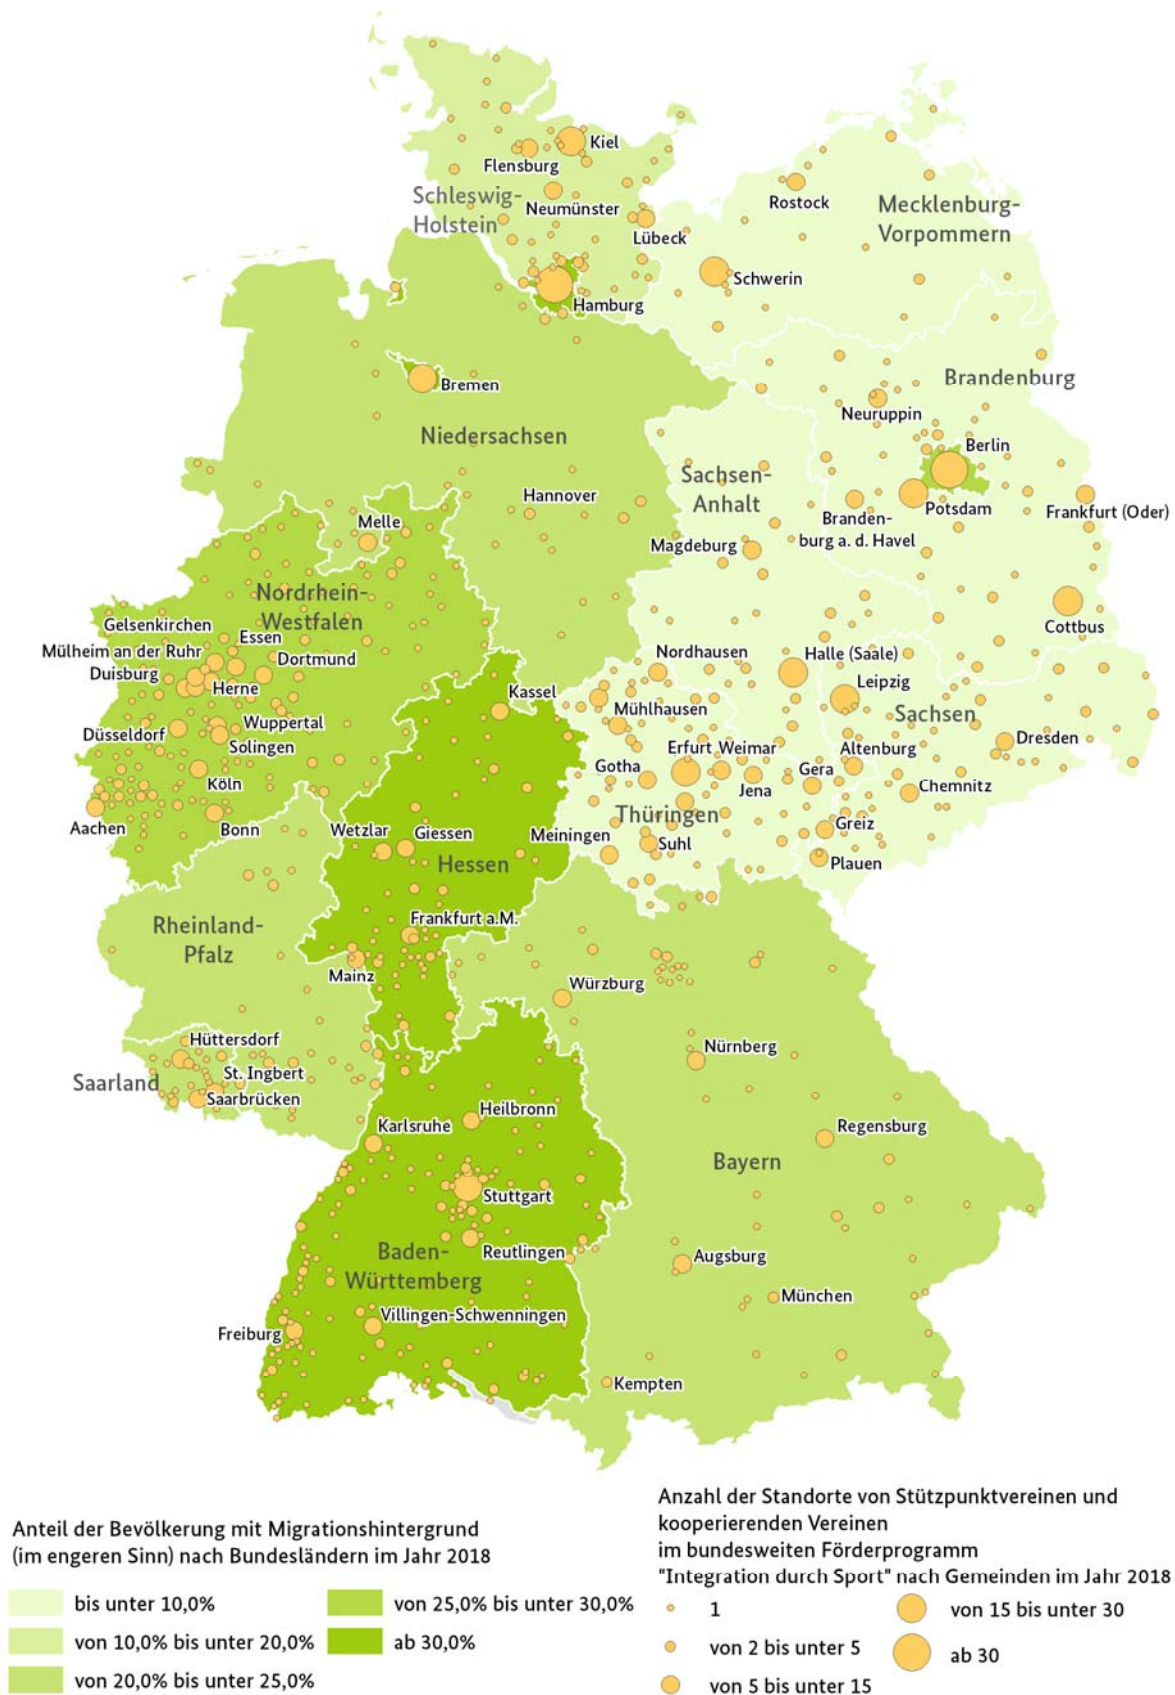 Kiel
Flensburg
Schleswig-
Holstein
Neumünster
Lübeck
Rostock
Mecklenburg-
Vorpommern
Schwerin
Hamburg
Bremen
Brandenburg
Neuruppin
Niedersachsen
Berlin
Sachsen-
Anhalt
Hannover
Potsdam
Frankfurt (Oder)
Melle
Branden-
burg a. d. Havel
Magdeburg
Nordrhein-
Westfalen
Gelsenkirchen
Essen
Cottbus
Mülheim an der Ruhr
Dortmund
Nordhausen
Halle (Saale)
Duisburg
Herne
Leipzig
Kassel
Mühlhausen
Sachsen
Wuppertal
Düsseldorf
Solingen
Erfurt
Weimar
Altenburg
Dresden
Köln
Gotha
Jena
Gera
Chemnitz
Thüringen
Aachen
Bonn
Wetzlar
Giessen
Meiningen
Suhl
Greiz
Hessen
Plauen
Rheinland-
Pfalz
Frankfurt a.M.
Mainz
Würzburg
Hüttersdorf
Nürnberg
Saarland
St. Ingbert
Saarbrücken
Heilbronn
Karlsruhe
Regensburg
Bayern
Stuttgart
Baden-
Württemberg
Reutlingen
Augsburg
München
Villingen-Schwenningen
Freiburg
Kempten
Anteil der Bevölkerung mit Migrationshintergrund
(im engeren Sinn) nach Bundesländern im Jahr 2018
bis unter 10,0%
von 10,0% bis unter 20,0%
von 20,0% bis unter 25,0%
von 25,0% bis unter 30,0%
ab 30,0%
Anzahl der Standorte von Stützpunktvereinen und
kooperierenden Vereinen
im bundesweiten Förderprogramm
"Integration durch Sport" nach Gemeinden im Jahr 2018
1
von 2 bis unter 5
von 5 bis unter 15
von 15 bis unter 30
ab 30